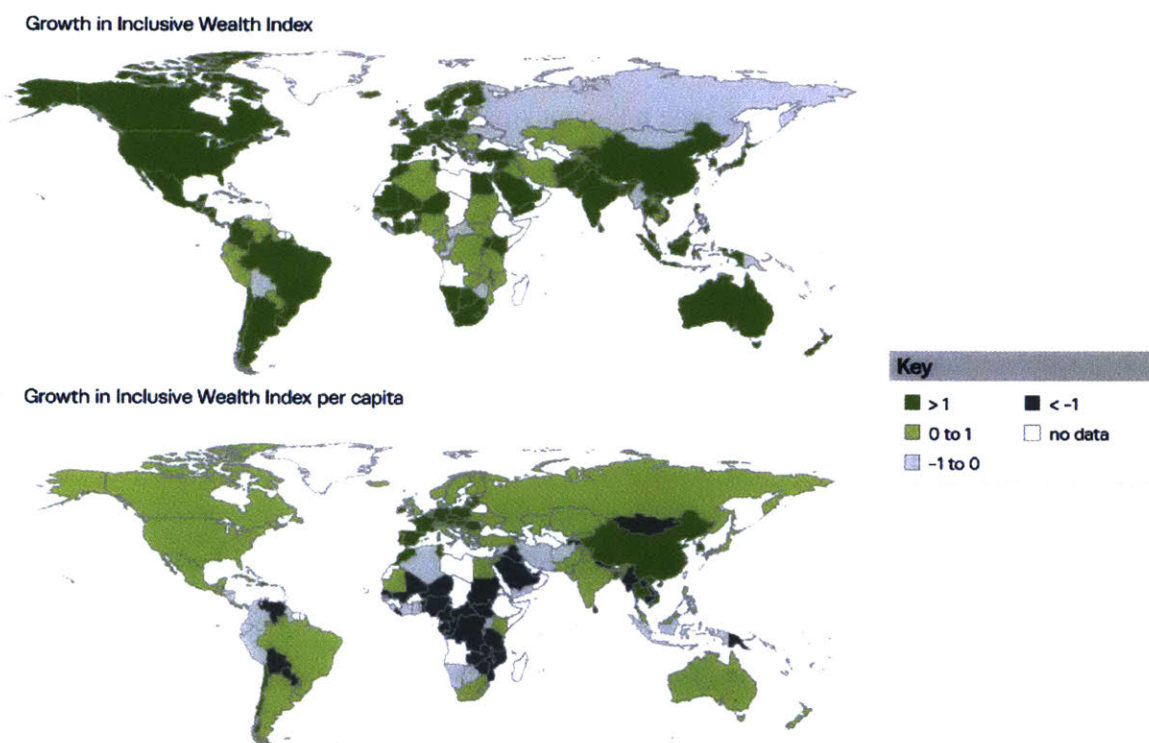 Growth in Inclusive Wealth Index
Growth in Inclusive Wealth Index per capita
Key
> 1
< -1
0 to 1
no data
-1 to 0